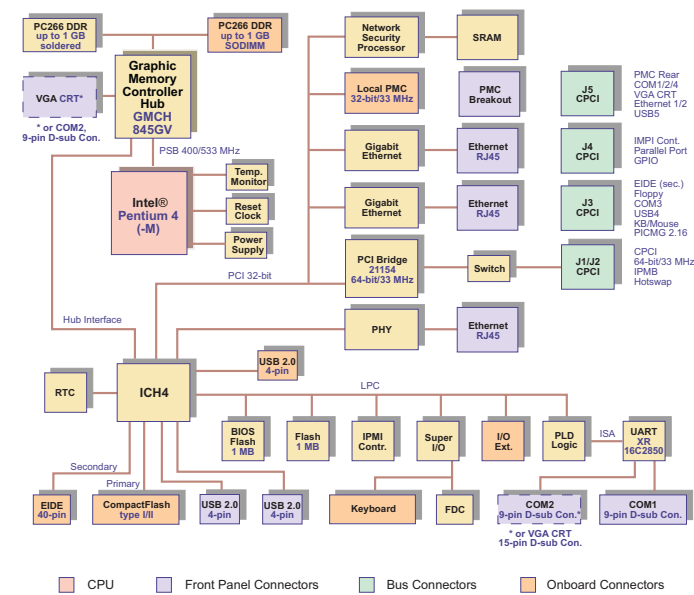 PC266 DDR
up to 1 GB
soldered
PC266 DDR
up to 1 GB
SODIMM
Graphic
Memory
Controller
Hub
GMCH
845GV
VGA CRT*
* or COM2,
9-pin D-sub Con.
PSB 400/533 MHz
Intel®
Pentium 4
(-M)
Temp.
Monitor
Reset
Clock
Power
Supply
PCI 32-bit
Hub Interface
Network
Security
Processor
SRAM
Local PMC
32-bit/33 MHz
PMC
Breakout
Gigabit
Ethernet
Ethernet
RJ45
Gigabit
Ethernet
Ethernet
RJ45
PCI Bridge
21154
64-bit/33 MHz
Switch
PHY
Ethernet
RJ45
J5
CPCI
PMC Rear
COM1/2/4
VGA CRT
Ethernet 1/2
USB5
J4
CPCI
IMPI Cont.
Parallel Port
GPIO
J3
CPCI
EIDE (sec.)
Floppy
COM3
USB4
KB/Mouse
PICMG 2.16
J1/J2
CPCI
CPCI
64-bit/33 MHz
IPMB
Hotswap
RTC
ICH4
USB 2.0
4-pin
LPC
BIOS
Flash
1 MB
Flash
1 MB
IPMI
Contr.
Super
I/O
I/O
Ext.
PLD
Logic
ISA
UART
XR
16C2850
Secondary
Primary
EIDE
40-pin
CompactFlash
type I/II
USB 2.0
4-pin
USB 2.0
4-pin
Keyboard
FDC
COM2
9-pin D-sub Con.*
* or VGA CRT
15-pin D-sub Con.
COM1
9-pin D-sub Con.
CPU
Front Panel Connectors
Bus Connectors
Onboard Connectors